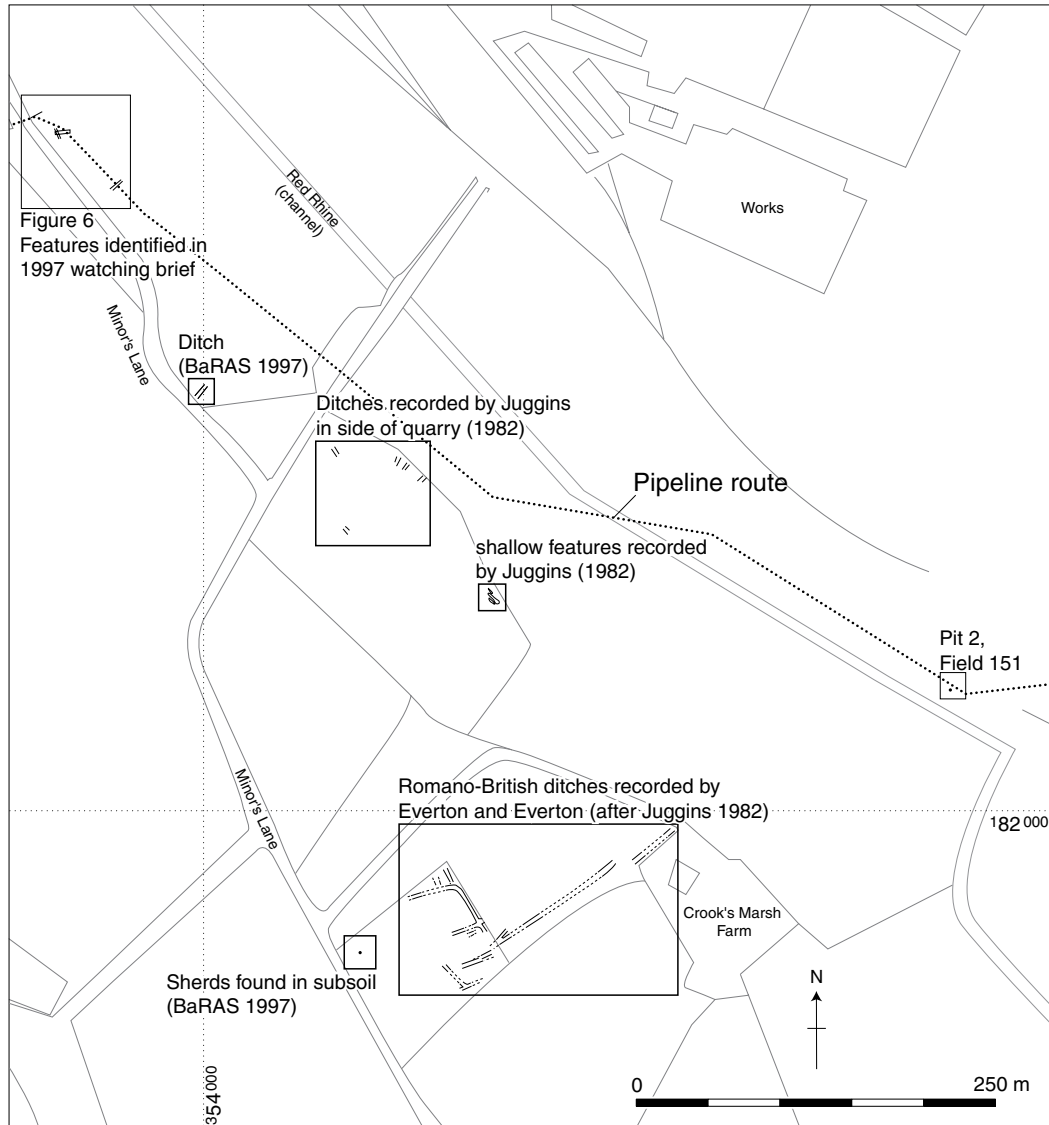 Works
Red Rhine
(channel)
Figure 6
Features identified in
1997 watching brief
Minor's Lane
Ditch
(BaRAS 1997)
Ditches recorded by Juggins
in side of quarry (1982)
Pipeline route
shallow features recorded
by Juggins (1982)
Pit 2,
Field 151
Minor's Lane
Romano-British ditches recorded by
Everton and Everton (after Juggins 1982)
182 000
Crook's Marsh
Farm
Sherds found in subsoil
(BaRAS 1997)
N
354 000
0
250 m